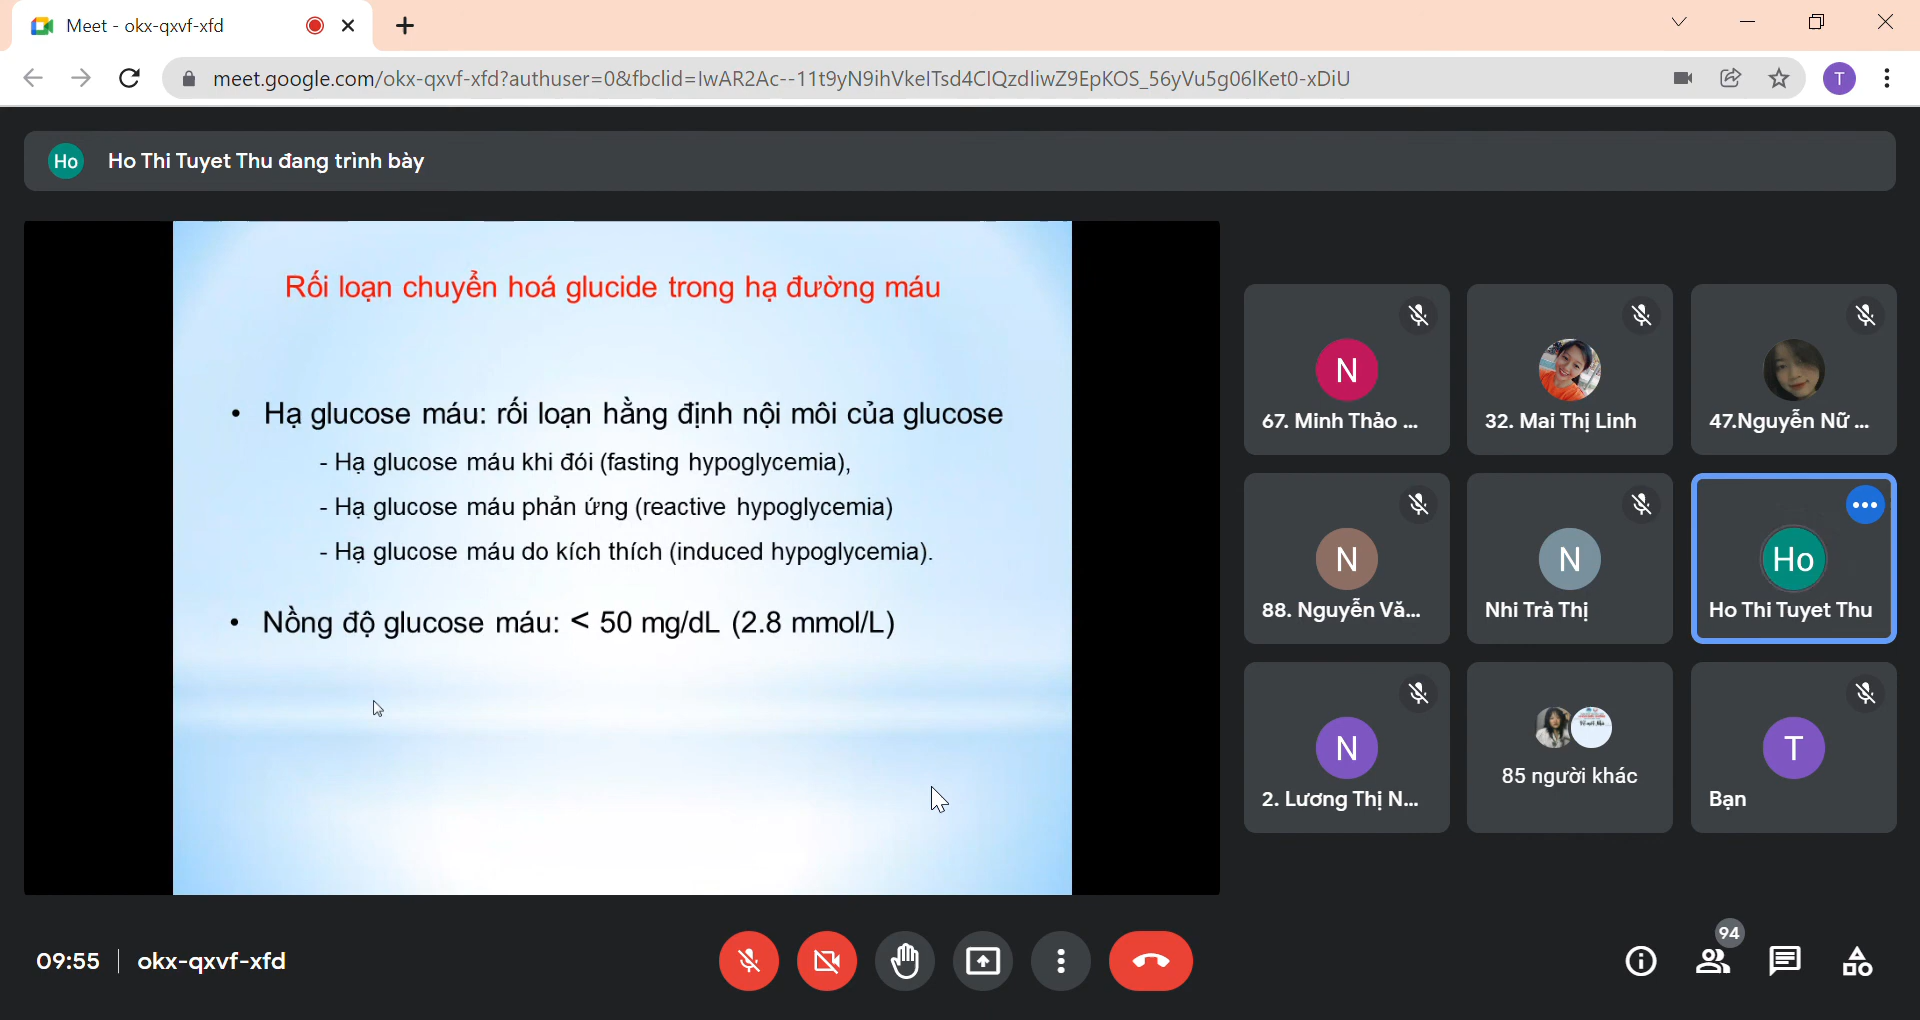 Meet - okx-qxvf-xfd
meet.google.com/okx-qxvf-xfd?authuser=0&fbclid=IwAR2Ac--11t9yN9ihVkeITsd4CIQzdIiwZ9EpKOS_56yVu5g06lKet0-xDiU
T
Ho
Ho Thi Tuyet Thu đang trình bày
Rối loạn chuyển hoá glucide trong hạ đường máu
• Hạ glucose máu: rối loạn hằng định nội môi của glucose
- Hạ glucose máu khi đói (fasting hypoglycemia),
- Hạ glucose máu phản ứng (reactive hypoglycemia)
- Hạ glucose máu do kích thích (induced hypoglycemia).
• Nồng độ glucose máu: < 50 mg/dL (2.8 mmol/L)
N
67. Minh Thảo ...
32. Mai Thị Linh
47.Nguyễn Nữ ...
N
88. Nguyễn Vă...
N
Nhi Trà Thị
Ho
Ho Thi Tuyet Thu
N
2. Lương Thị N...
85 người khác
T
Bạn
09:55
okx-qxvf-xfd
94